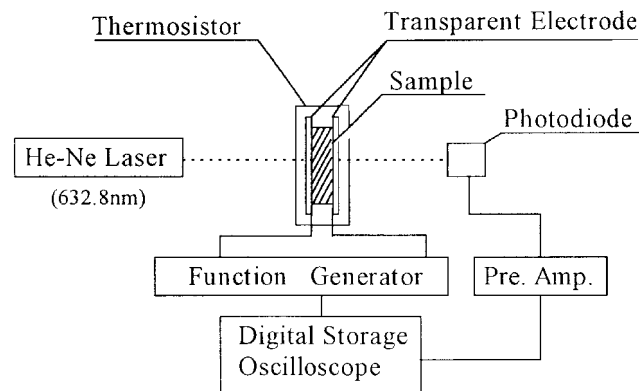 Thermosistor
Transparent Electrode
Sample
Photodiode
He-Ne Laser
(632.8nm)
Function Generator
Pre. Amp.
Digital Storage
Oscilloscope